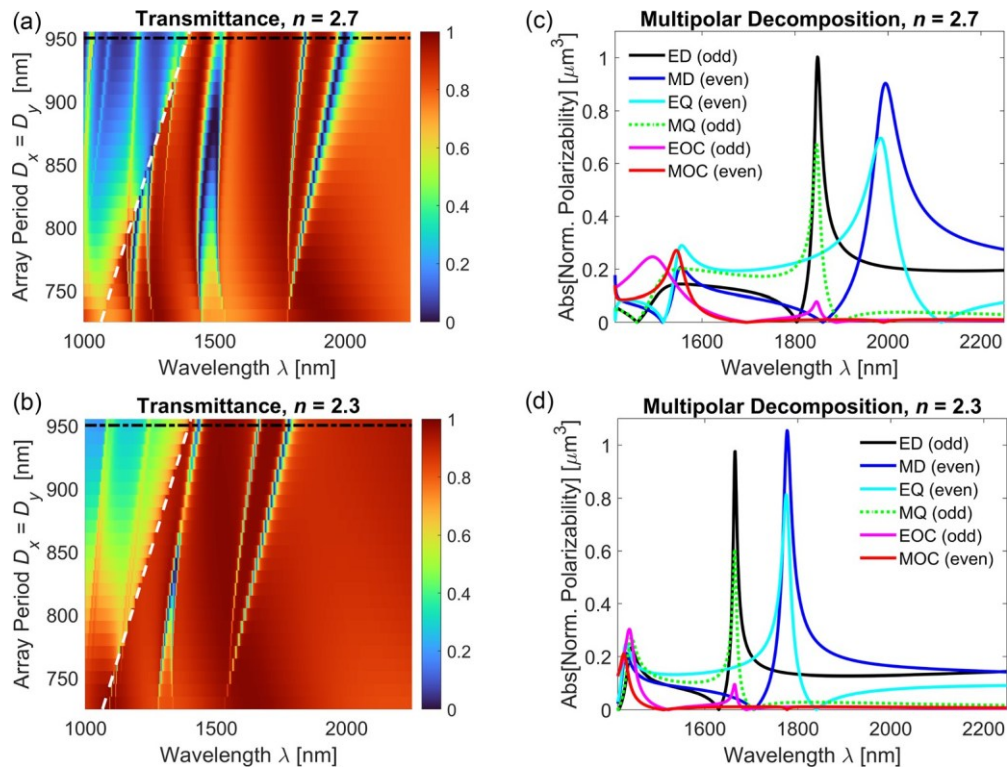 (a)
Transmittance, n = 2.7
950
900
850
800
750
1000
1500
2000
Array Period D_x = D_y [nm]
Wavelength λ [nm]
1
0.8
0.6
0.4
0.2
0
(c)
Multipolar Decomposition, n = 2.7
ED (odd)
MD (even)
EQ (even)
MQ (odd)
EOC (odd)
MOC (even)
Abs[Norm. Polarizability] [μm³]
1
0.8
0.6
0.4
0.2
0
1600
1800
2000
2200
Wavelength λ [nm]
(b)
Transmittance, n = 2.3
950
900
850
800
750
1000
1500
2000
Array Period D_x = D_y [nm]
Wavelength λ [nm]
1
0.8
0.6
0.4
0.2
0
(d)
Multipolar Decomposition, n = 2.3
ED (odd)
MD (even)
EQ (even)
MQ (odd)
EOC (odd)
MOC (even)
Abs[Norm. Polarizability] [μm³]
1
0.8
0.6
0.4
0.2
0
1600
1800
2000
2200
Wavelength λ [nm]